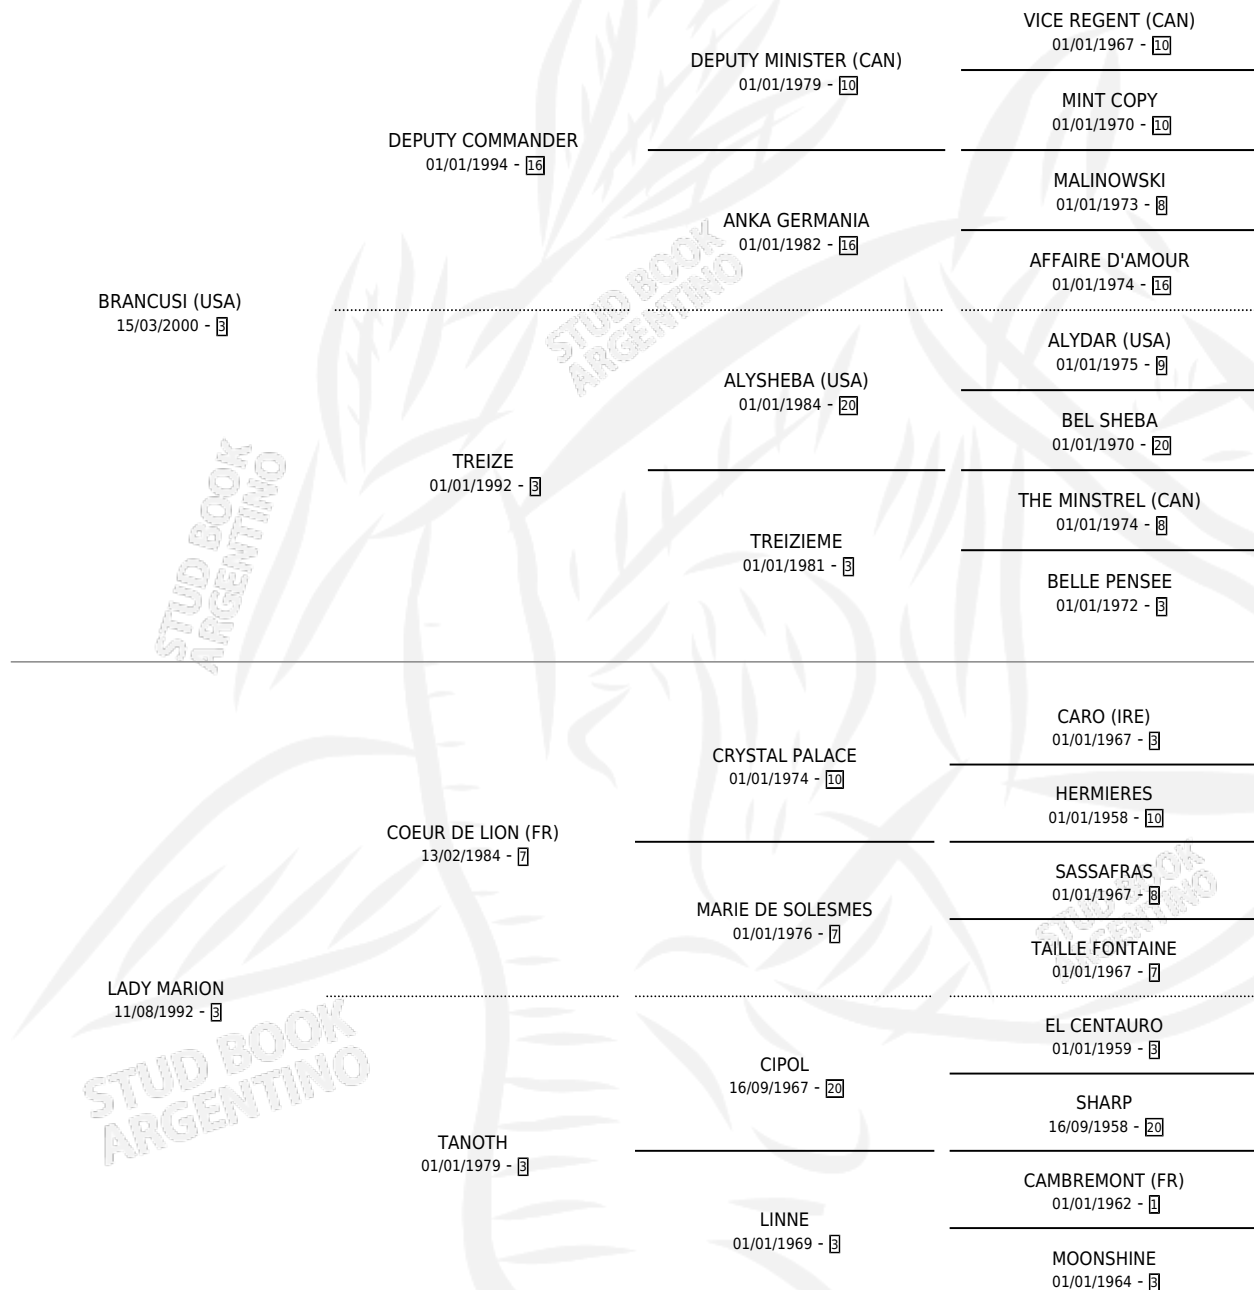 VICE REGENT (CAN)
01/01/1967 - 10
DEPUTY MINISTER (CAN)
01/01/1979 - 10
MINT COPY
01/01/1970 - 10
DEPUTY COMMANDER
01/01/1994 - 16
MALINOWSKI
01/01/1973 - 8
ANKA GERMANIA
01/01/1982 - 16
AFFAIRE D'AMOUR
01/01/1974 - 16
BRANCUSI (USA)
15/03/2000 - 3
ALYDAR (USA)
01/01/1975 - 9
ALYSHEBA (USA)
01/01/1984 - 20
BEL SHEBA
01/01/1970 - 20
TREIZE
01/01/1992 - 3
THE MINSTREL (CAN)
01/01/1974 - 8
TREIZIEME
01/01/1981 - 3
BELLE PENSEE
01/01/1972 - 3
CARO (IRE)
01/01/1967 - 3
CRYSTAL PALACE
01/01/1974 - 10
HERMIERES
01/01/1958 - 10
COEUR DE LION (FR)
13/02/1984 - 7
SASSAFRAS
01/01/1967 - 8
MARIE DE SOLESMES
01/01/1976 - 7
TAILLE FONTAINE
01/01/1967 - 7
LADY MARION
11/08/1992 - 3
EL CENTAURO
01/01/1959 - 3
CIPOL
16/09/1967 - 20
SHARP
16/09/1958 - 20
TANOTH
01/01/1979 - 3
CAMBREMONT (FR)
01/01/1962 - 1
LINNE
01/01/1969 - 3
MOONSHINE
01/01/1964 - 3
STUD BOOK
ARGENTINO
STUD BOOK
ARGENTINO
STUD BOOK
ARGENTINO
STUD BOOK
ARGENTINO